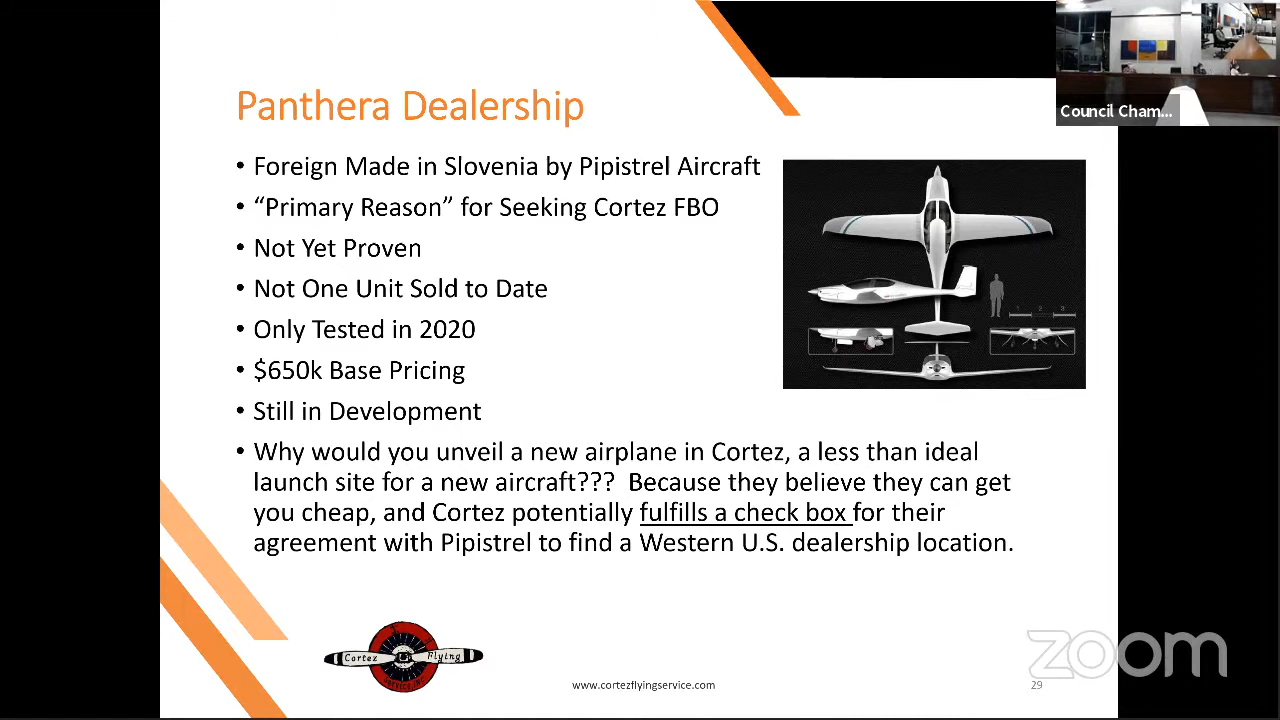 Panthera Dealership
Council Cham...
• Foreign Made in Slovenia by Pipistrel Aircraft
• “Primary Reason” for Seeking Cortez FBO
• Not Yet Proven
• Not One Unit Sold to Date
• Only Tested in 2020
• $650k Base Pricing
• Still in Development
• Why would you unveil a new airplane in Cortez, a less than ideal
launch site for a new aircraft??? Because they believe they can get
you cheap, and Cortez potentially fulfills a check box for their
agreement with Pipistrel to find a Western U.S. dealership location.
1 2 3
Cortez Flying
www.cortezflyingservice.com
29
zoom